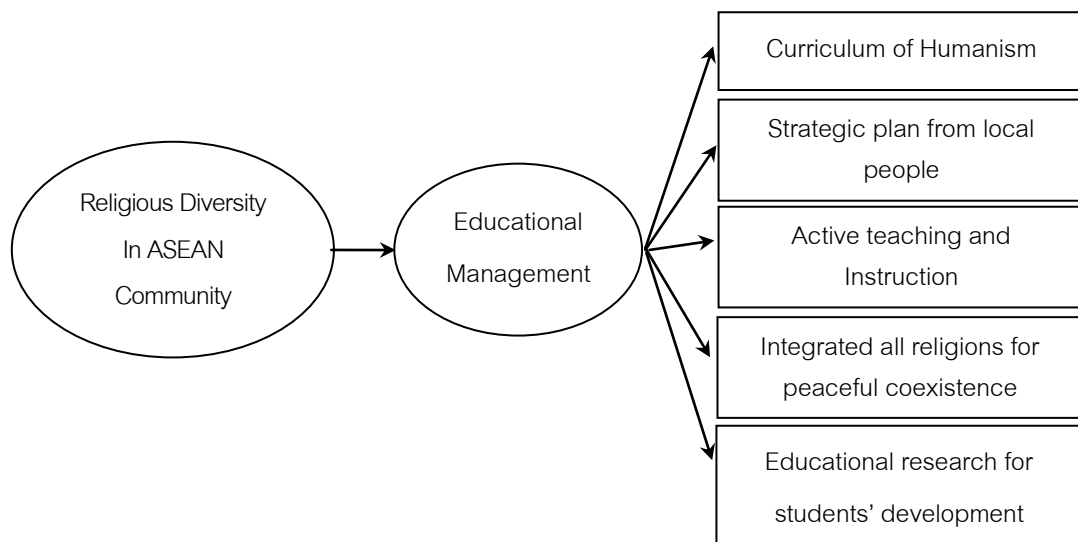 Religious Diversity
In ASEAN
Community
Educational
Management
Curriculum of Humanism
Strategic plan from local
people
Active teaching and
Instruction
Integrated all religions for
peaceful coexistence
Educational research for
students’ development